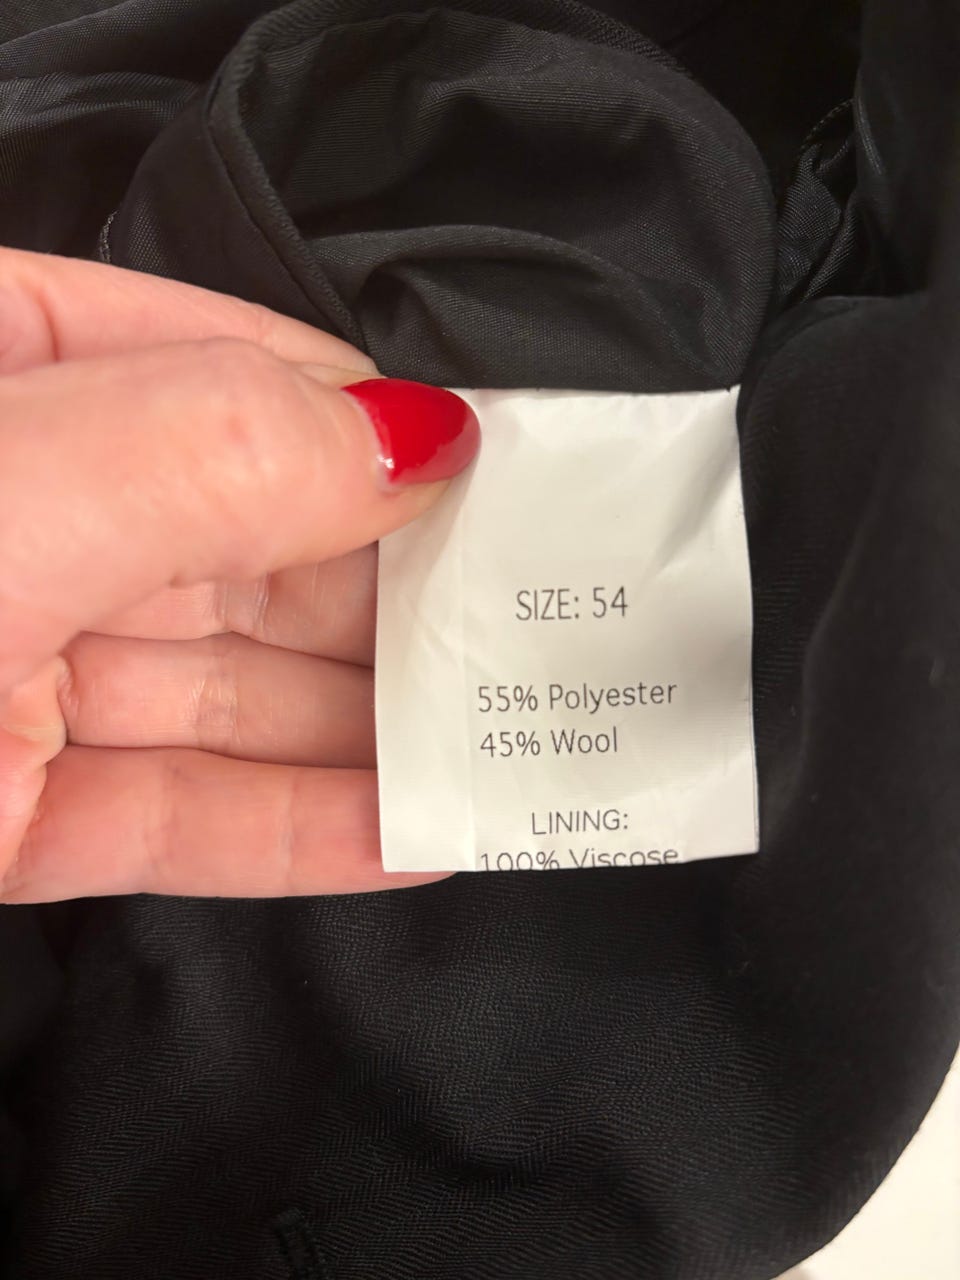 SIZE: 54
55% Polyester
45% Wool
LINING:
100% Viscose